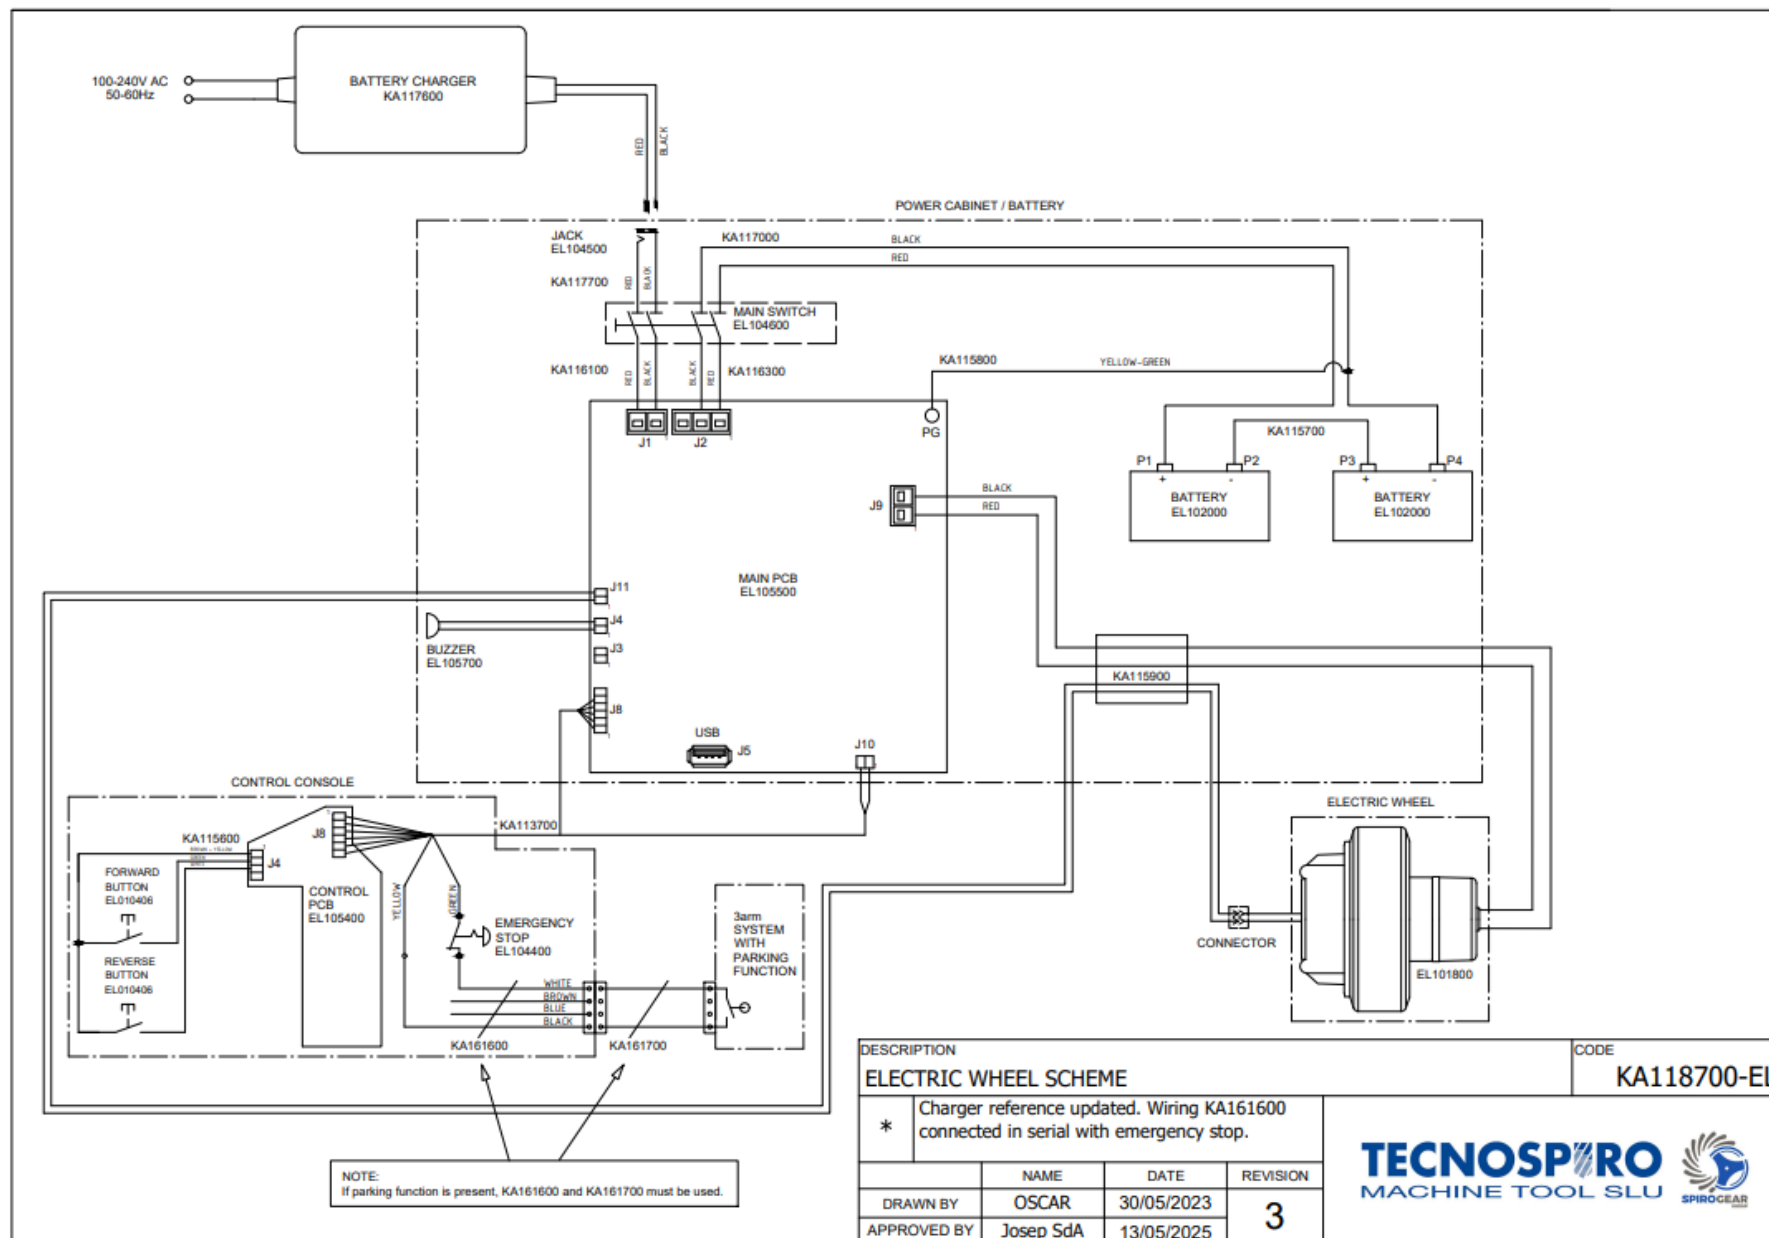 100-240V AC
50-60Hz
BATTERY CHARGER
KA117600
RED
BLACK
POWER CABINET / BATTERY
JACK
EL104500
KA117000
BLACK
RED
KA117700
RED
BLACK
MAIN SWITCH
EL104600
KA116100
RED
BLACK
BLACK
RED
KA116300
KA115800
YELLOW-GREEN
J1
J2
PG
KA115700
P1
P2
P3
P4
+
-
+
-
BATTERY
EL102000
BATTERY
EL102000
J9
BLACK
RED
MAIN PCB
EL105500
J11
J4
J3
J8
BUZZER
EL105700
USB
J5
J10
KA115900
CONTROL CONSOLE
KA115600
J8
J4
KA113700
FORWARD
BUTTON
EL010406
CONTROL
PCB
EL105400
YELLOW
GREEN
EMERGENCY
STOP
EL104400
REVERSE
BUTTON
EL010406
WHITE
BROWN
BLUE
BLACK
KA161600
KA161700
3arm
SYSTEM
WITH
PARKING
FUNCTION
CONNECTOR
ELECTRIC WHEEL
EL101800
NOTE:
If parking function is present, KA161600 and KA161700 must be used.
DESCRIPTION
ELECTRIC WHEEL SCHEME
CODE
KA118700-EL
* Charger reference updated. Wiring KA161600
connected in serial with emergency stop.
NAME DATE REVISION
DRAWN BY OSCAR 30/05/2023
3
APPROVED BY Josep SdA 13/05/2025
TECNOSPIRO
MACHINE TOOL SLU
SPIROGEAR